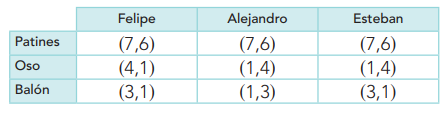 Felipe Alejandro Esteban
Patines (7,6) (7,6) (7,6)
Oso (4,1) (1,4) (1,4)
Balón (3,1) (1,3) (3,1)